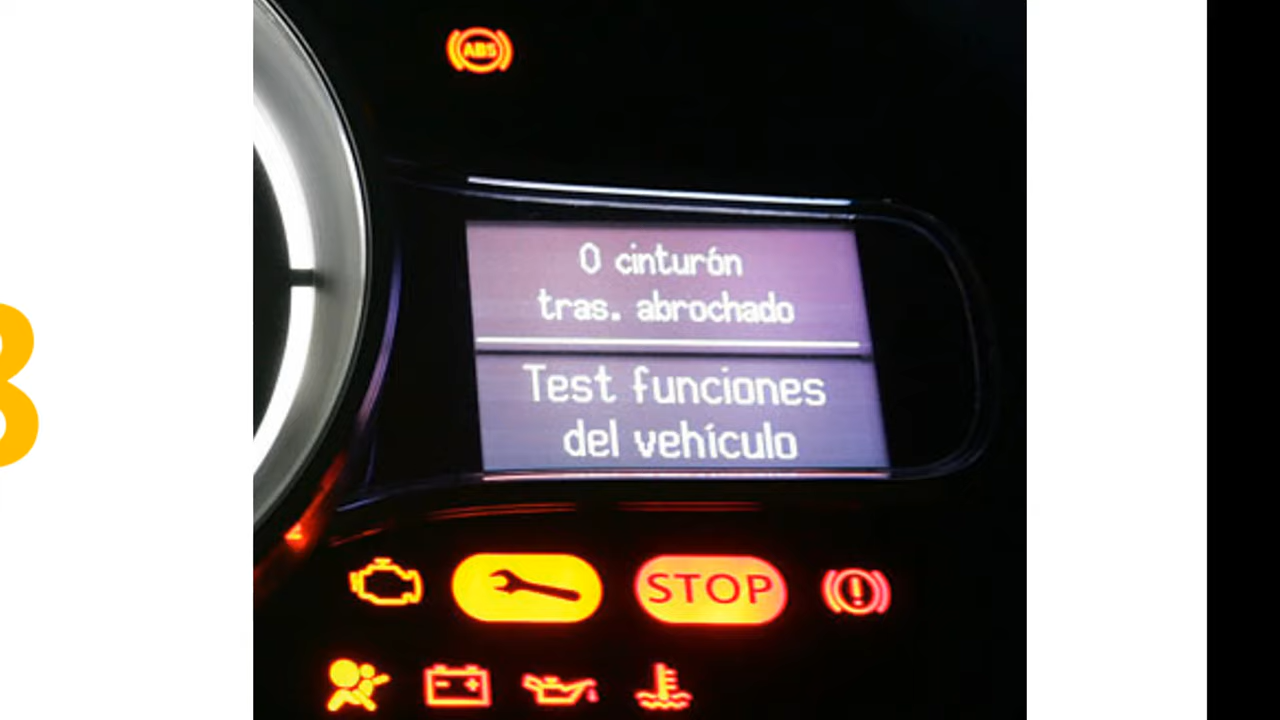 ABS
0 cinturón
tras. abrochado
Test funciones
del vehículo
STOP